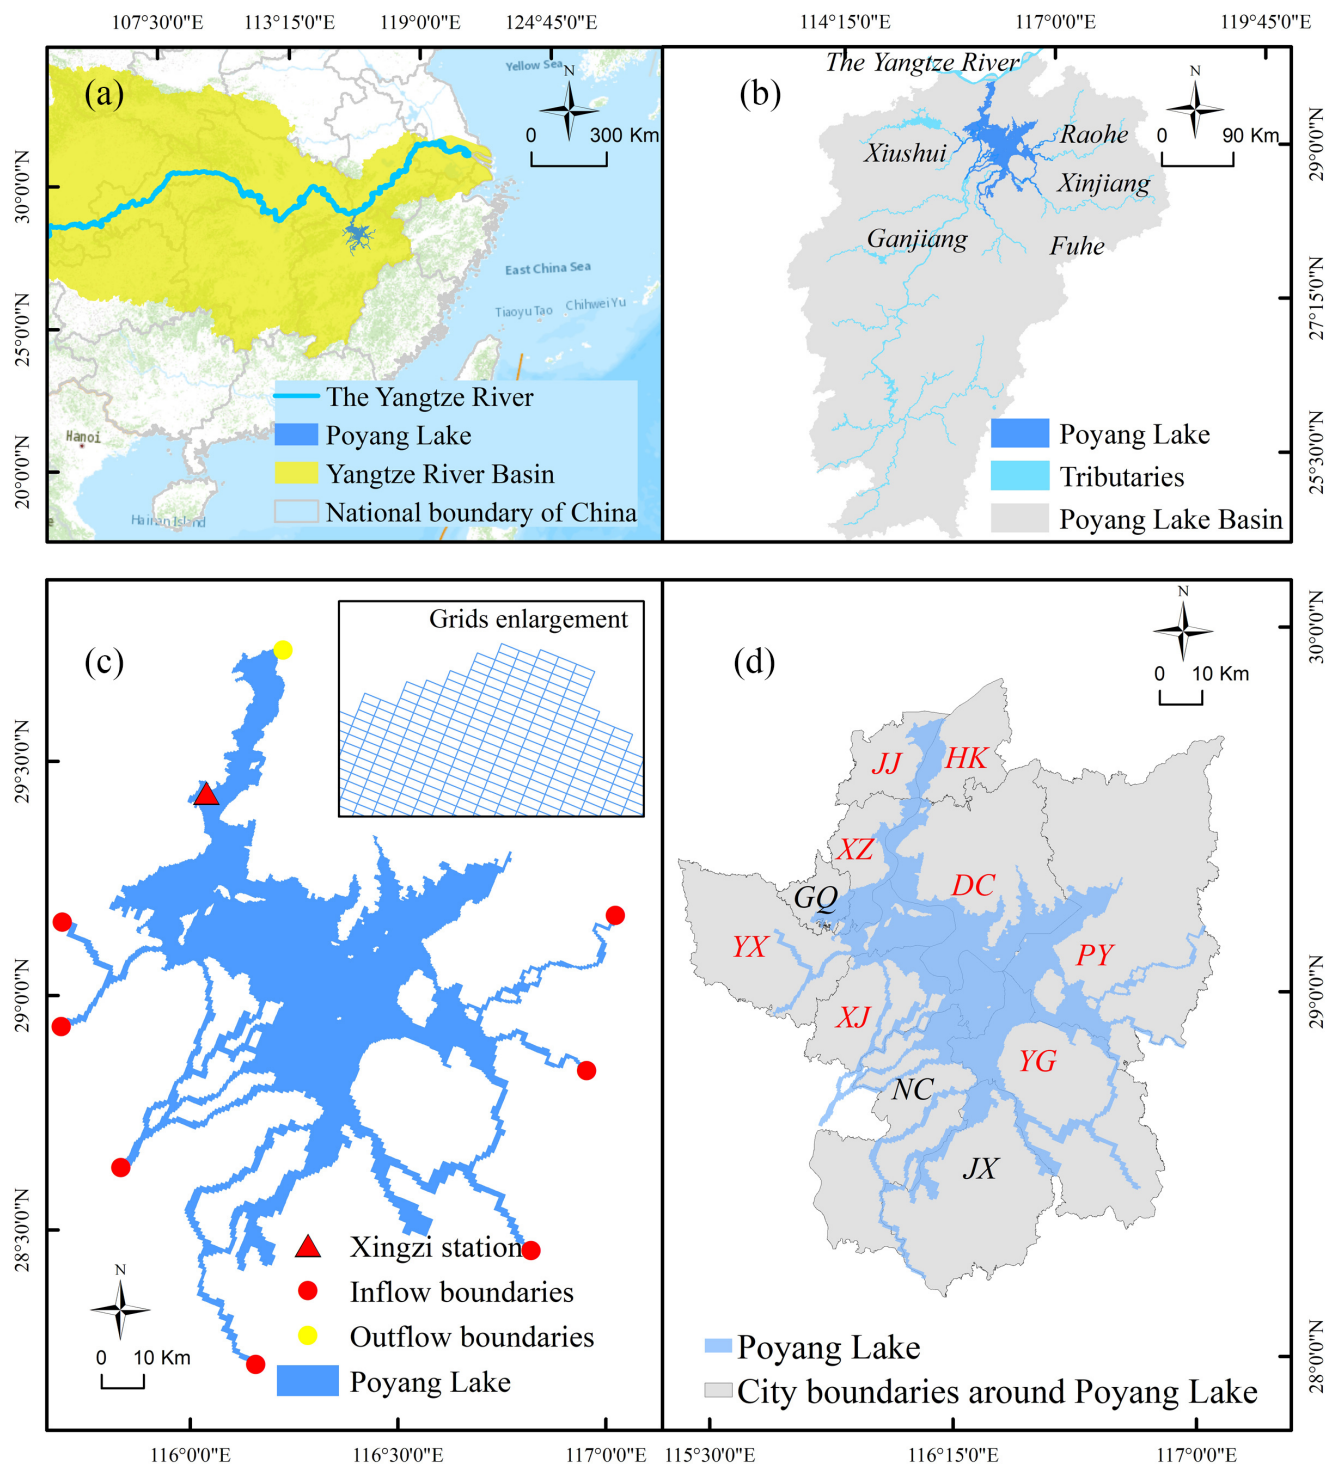 107°30'0"E 113°15'0"E 119°0'0"E 124°45'0"E
114°15'0"E 117°0'0"E 119°45'0"E
(a)
Yellow Sea
N
0 300 Km
30°0'0"N
25°0'0"N
20°0'0"N
East China Sea
Tiaoyu Tao Chihwei Yu
Hanoi
Hainan Island
The Yangtze River
Poyang Lake
Yangtze River Basin
National boundary of China
(b)
The Yangtze River
N
0 90 Km
Raohe
Xiushui
Xinjiang
Ganjiang
Fuhe
29°0'0"N
27°15'0"N
25°30'0"N
Poyang Lake
Tributaries
Poyang Lake Basin
(c)
Grids enlargement
29°30'0"N
29°0'0"N
28°30'0"N
Xingzi station
Inflow boundaries
Outflow boundaries
Poyang Lake
N
0 10 Km
116°0'0"E 116°30'0"E 117°0'0"E
(d)
N
0 10 Km
30°0'0"N
29°0'0"N
28°0'0"N
JJ
HK
XZ
DC
GQ
YX
PY
XJ
YG
NC
JX
Poyang Lake
City boundaries around Poyang Lake
115°30'0"E 116°15'0"E 117°0'0"E